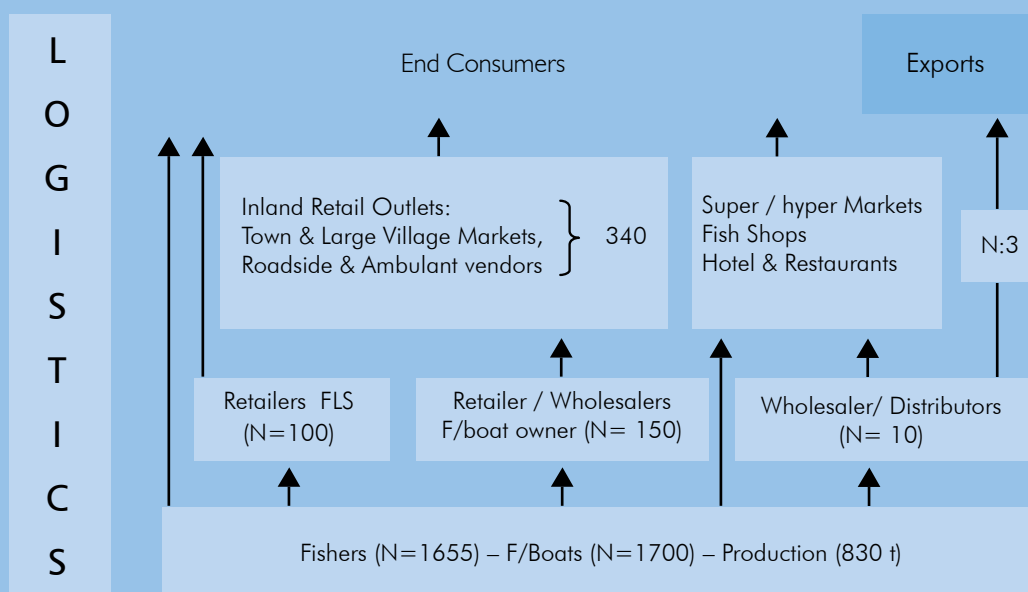 LOGISTICS
End Consumers
Exports
Inland Retail Outlets:
Town & Large Village Markets,
Roadside & Ambulant vendors
340
Super / hyper Markets
Fish Shops
Hotel & Restaurants
N:3
Retailers FLS
(N=100)
Retailer / Wholesalers
F/boat owner (N= 150)
Wholesaler/ Distributors
(N= 10)
Fishers (N=1655) – F/Boats (N=1700) – Production (830 t)